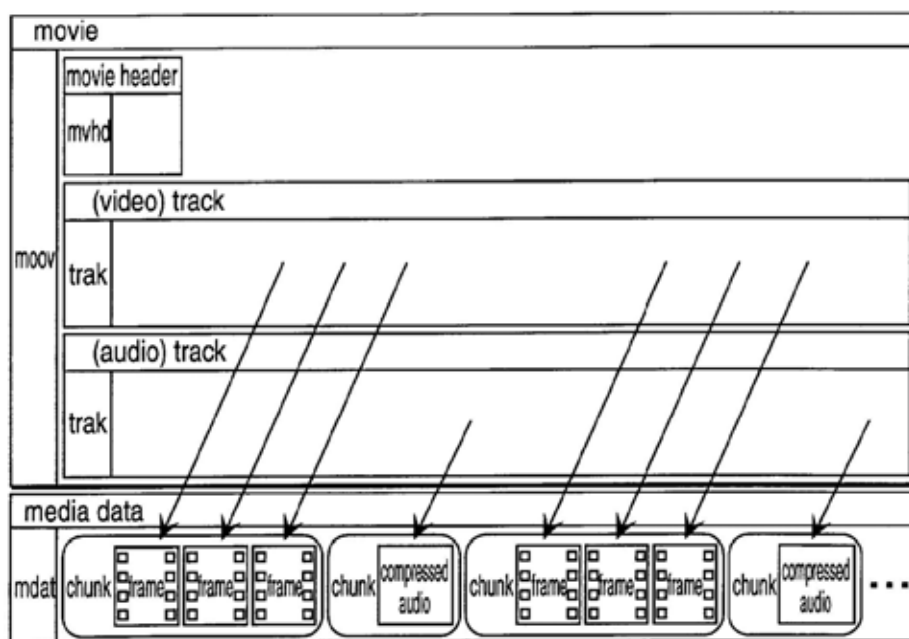 movie
movie header
mvhd
moov
(video) track
trak
(audio) track
trak
media data
mdat
chunk frame frame frame
chunk compressed audio
chunk frame frame frame
chunk compressed audio